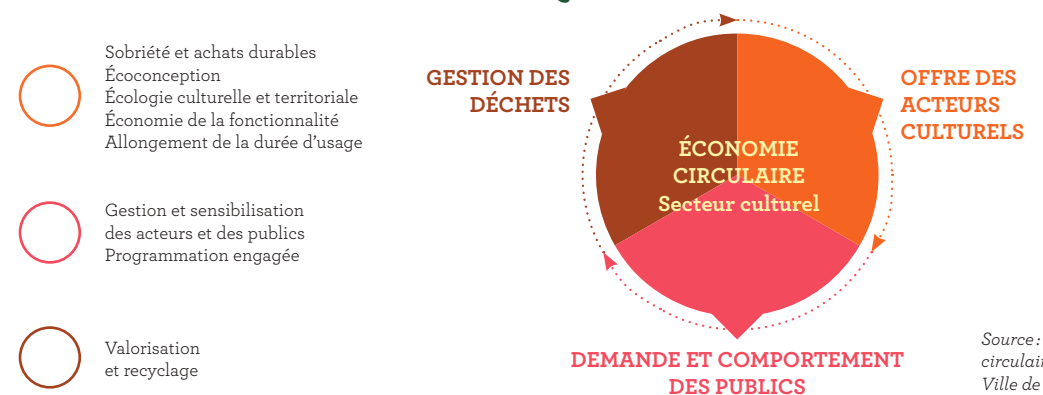 Sobriété et achats durables
Écoconception
Écologie culturelle et territoriale
Économie de la fonctionnalité
Allongement de la durée d’usage
Gestion et sensibilisation
des acteurs et des publics
Programmation engagée
Valorisation
et recyclage
GESTION DES
DÉCHETS
OFFRE DES
ACTEURS
CULTURELS
ÉCONOMIE
CIRCULAIRE
Secteur culturel
DEMANDE ET COMPORTEMENT
DES PUBLICS
Source :
Ville de